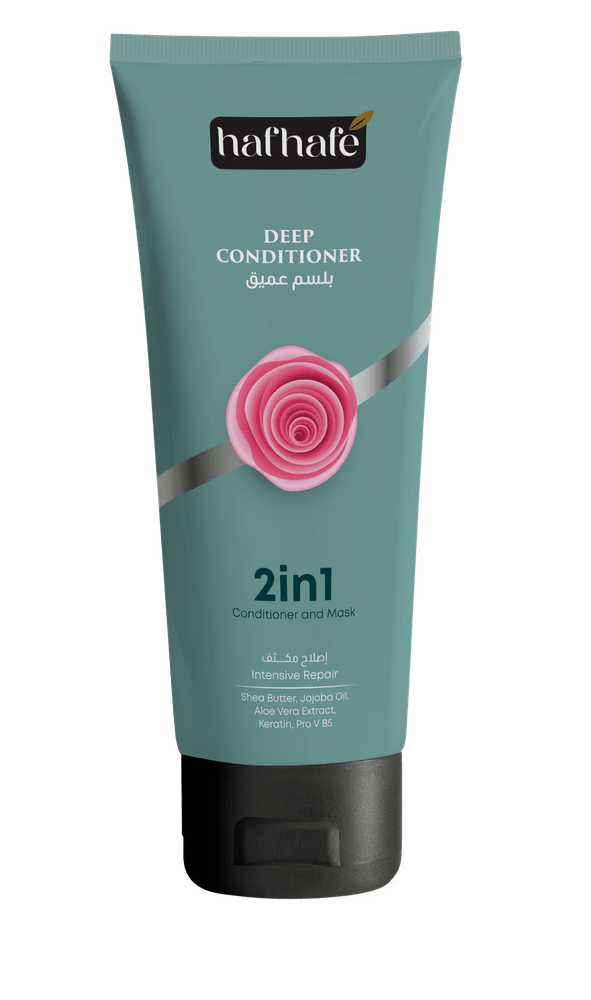 hafhafe
DEEP
CONDITIONER
بلسم عميق
2in1
Conditioner and Mask
إصلاح مكثف
Intensive Repair
Shea Butter, Jojoba Oil,
Aloe Vera Extract,
Keratin, Pro V B5